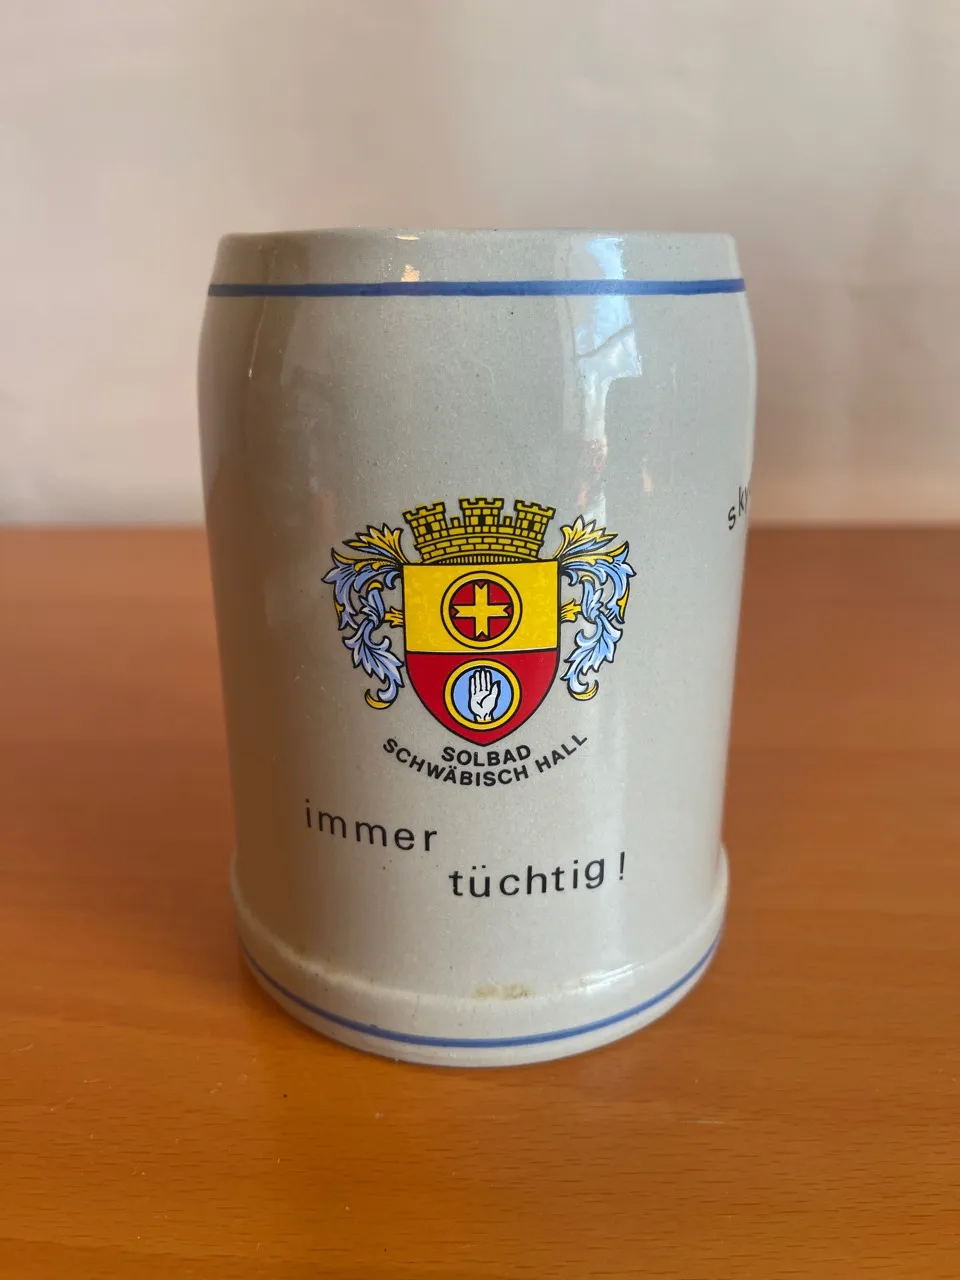 SOLBAD
SCHWÄBISCH HALL
immer
tüchtig!